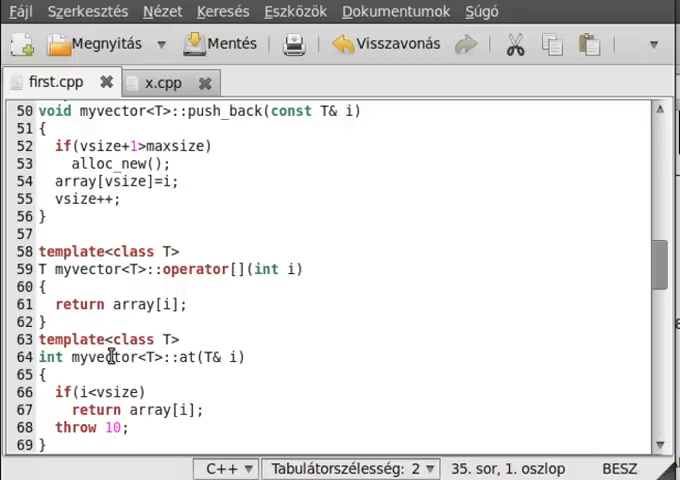 Fájl Szerkesztés Nézet Keresés Eszközök Dokumentumok Súgó
Megnyitás Mentés Visszavonás
first.cpp x.cpp
50 void myvector<T>::push_back(const T& i)
51 {
52   if(vsize+1>maxsize)
53     alloc_new();
54   array[vsize]=i;
55   vsize++;
56 }
57
58 template<class T>
59 T myvector<T>::operator[](int i)
60 {
61   return array[i];
62 }
63 template<class T>
64 int myvector<T>::at(T& i)
65 {
66   if(i<vsize)
67     return array[i];
68   throw 10;
69 }
C++ Tabulátorszélesség: 2 35. sor, 1. oszlop BESZ